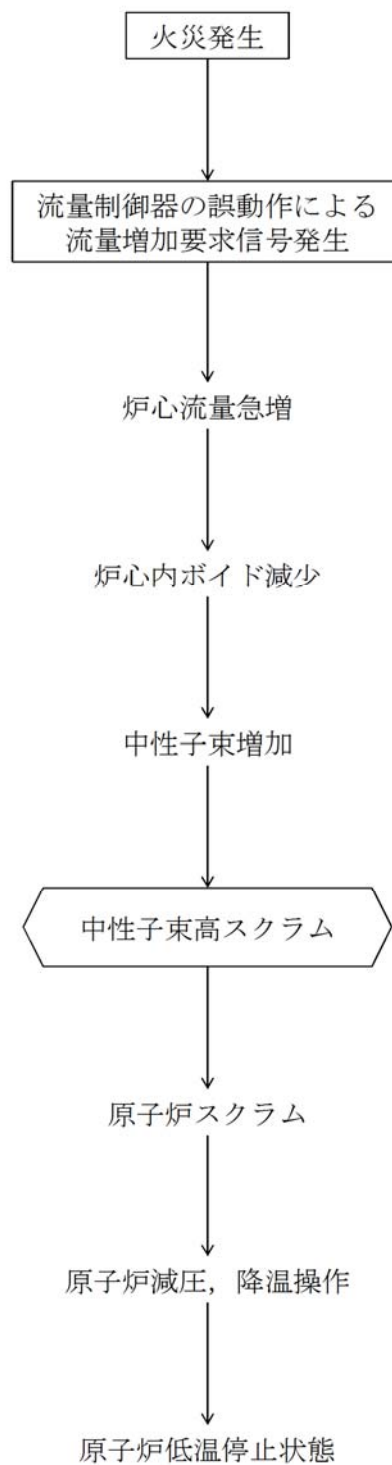 火災発生
流量制御器の誤動作による
流量増加要求信号発生
炉心流量急増
炉心内ボイド減少
中性子束増加
中性子束高スクラム
原子炉スクラム
原子炉減圧，降温操作
原子炉低温停止状態